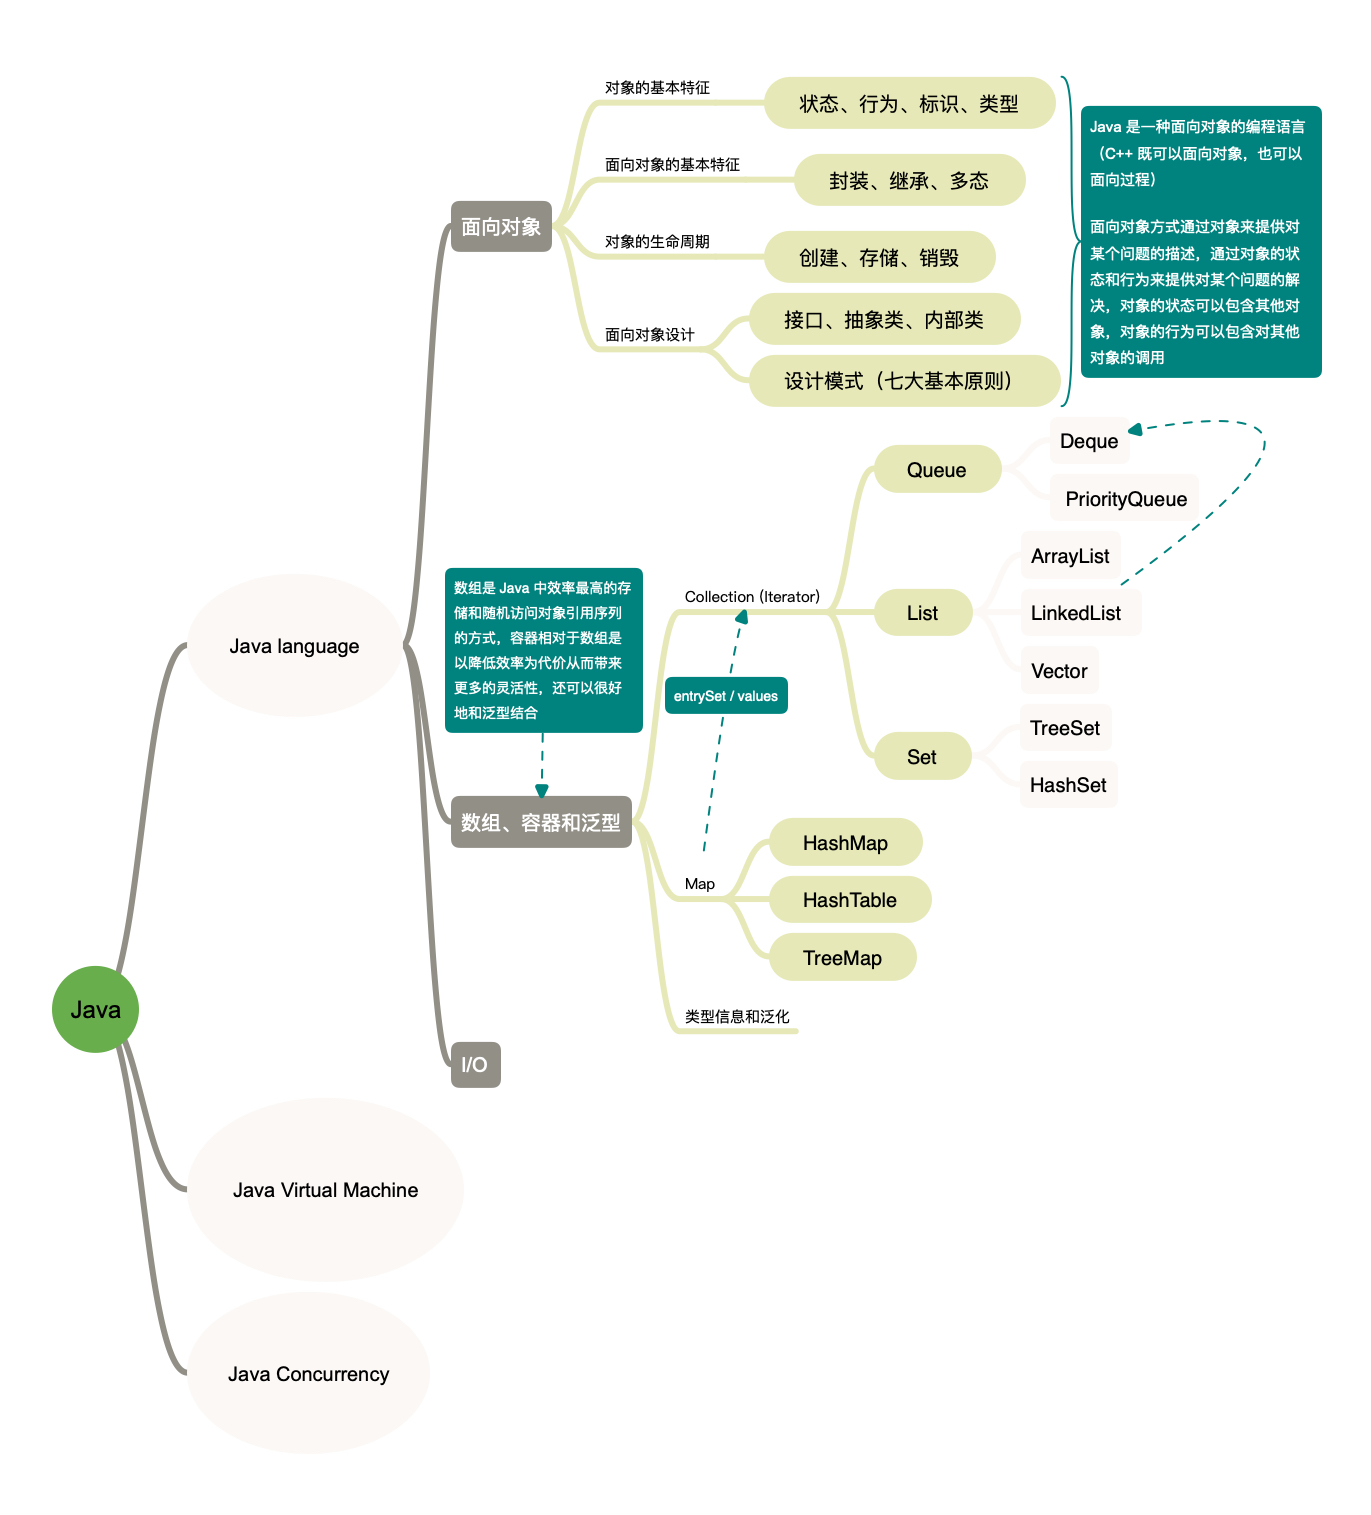 对象的基本特征
状态、行为、标识、类型
面向对象的基本特征
封装、继承、多态
面向对象
对象的生命周期
创建、存储、销毁
面向对象设计
接口、抽象类、内部类
设计模式（七大基本原则）
Java 是一种面向对象的编程语言
（C++ 既可以面向对象，也可以
面向过程）
面向对象方式通过对象来提供对
某个问题的描述，通过对象的状
态和行为来提供对某个问题的解
决，对象的状态可以包含其他对
象，对象的行为可以包含对其他
对象的调用
Queue
Deque
PriorityQueue
Collection (Iterator)
List
ArrayList
LinkedList
Vector
Set
TreeSet
HashSet
数组是 Java 中效率最高的存
储和随机访问对象引用序列
的方式，容器相对于数组是
以降低效率为代价从而带来
更多的灵活性，还可以很好
地和泛型结合
entrySet / values
Java language
数组、容器和泛型
Map
HashMap
HashTable
TreeMap
类型信息和泛化
Java
I/O
Java Virtual Machine
Java Concurrency